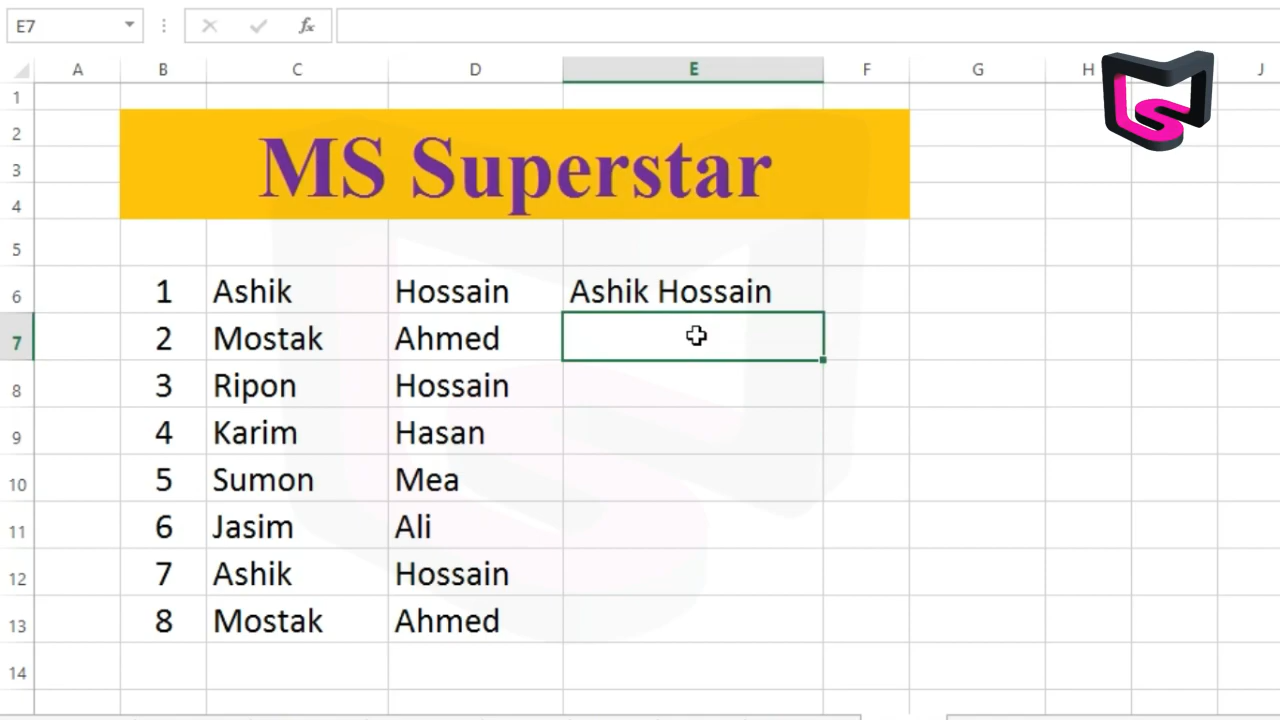 E7 fx
A B C D E F G H J
1
2
3
4
MS Superstar
5
6 1 Ashik Hossain Ashik Hossain
7 2 Mostak Ahmed
8 3 Ripon Hossain
9 4 Karim Hasan
10 5 Sumon Mea
11 6 Jasim Ali
12 7 Ashik Hossain
13 8 Mostak Ahmed
14